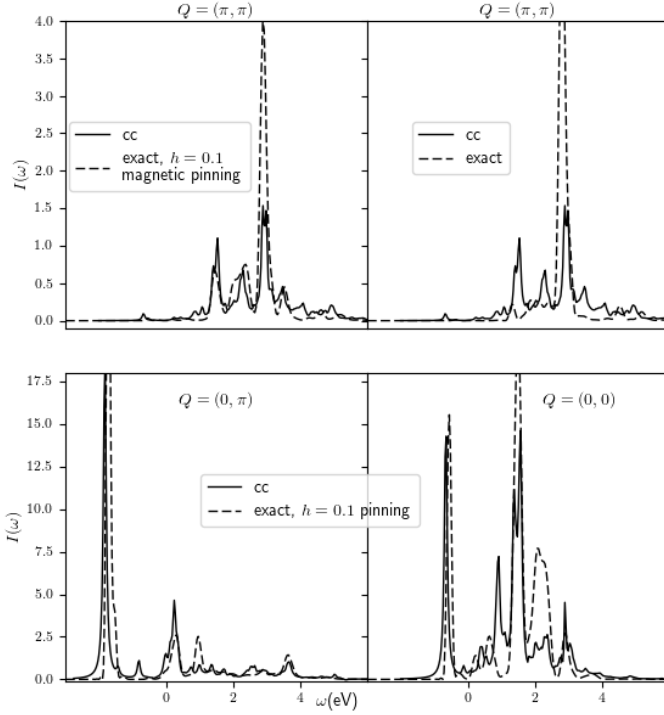 Q = (π, π) Q = (π, π)
4.0
3.5
3.0
2.5
2.0
1.5
1.0
0.5
0.0
I(ω)
cc
exact, h = 0.1
magnetic pinning
cc
exact
Q = (0, π) Q = (0, 0)
17.5
15.0
12.5
10.0
7.5
5.0
2.5
0.0
I(ω)
cc
exact, h = 0.1 pinning
0 2 4 0 2 4
ω(eV)